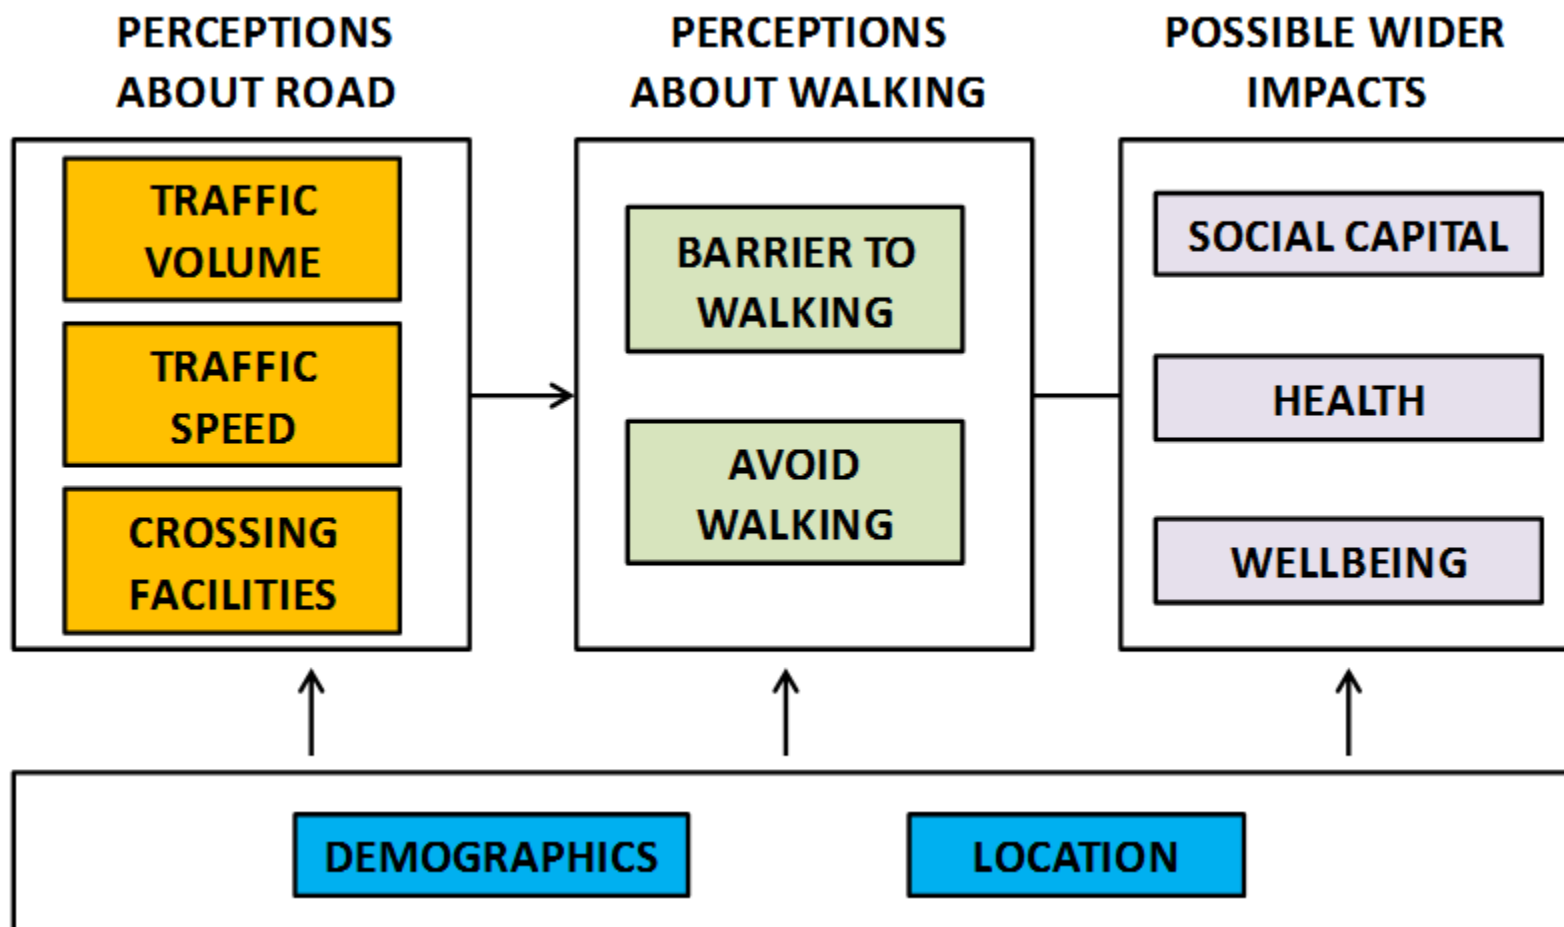 PERCEPTIONS
ABOUT ROAD
TRAFFIC
VOLUME
TRAFFIC
SPEED
CROSSING
FACILITIES
PERCEPTIONS
ABOUT WALKING
BARRIER TO
WALKING
AVOID
WALKING
POSSIBLE WIDER
IMPACTS
SOCIAL CAPITAL
HEALTH
WELLBEING
DEMOGRAPHICS
LOCATION